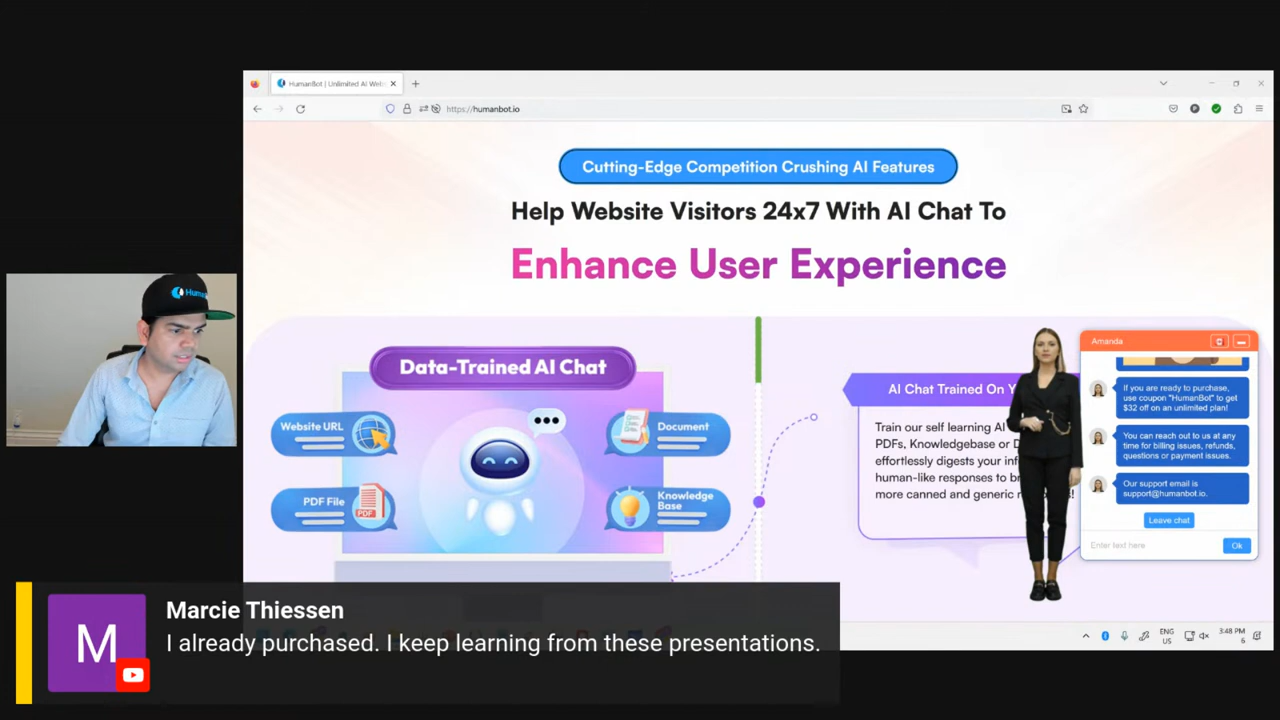 HumanBot | Unlimited AI Web
https://humanbot.io
Cutting-Edge Competition Crushing AI Features
Help Website Visitors 24x7 With AI Chat To
Enhance User Experience
Data-Trained AI Chat
Website URL
Document
PDF File
PDF
Knowledge
Base
AI Chat Trained On
Train our self learning AI
PDFs, Knowledgebase or
effortlessly digests your
human-like responses to
more canned and generic
Amanda
If you are ready to purchase,
use coupon "HumanBot" to get
$32 off on an unlimited plan!
You can reach out to us at any
time for billing issues, refunds,
questions or payment issues.
Our support email is
support@humanbot.io.
Leave chat
Enter text here
Ok
ENG
US
3:48 PM
6
M
Marcie Thiessen
I already purchased. I keep learning from these presentations.